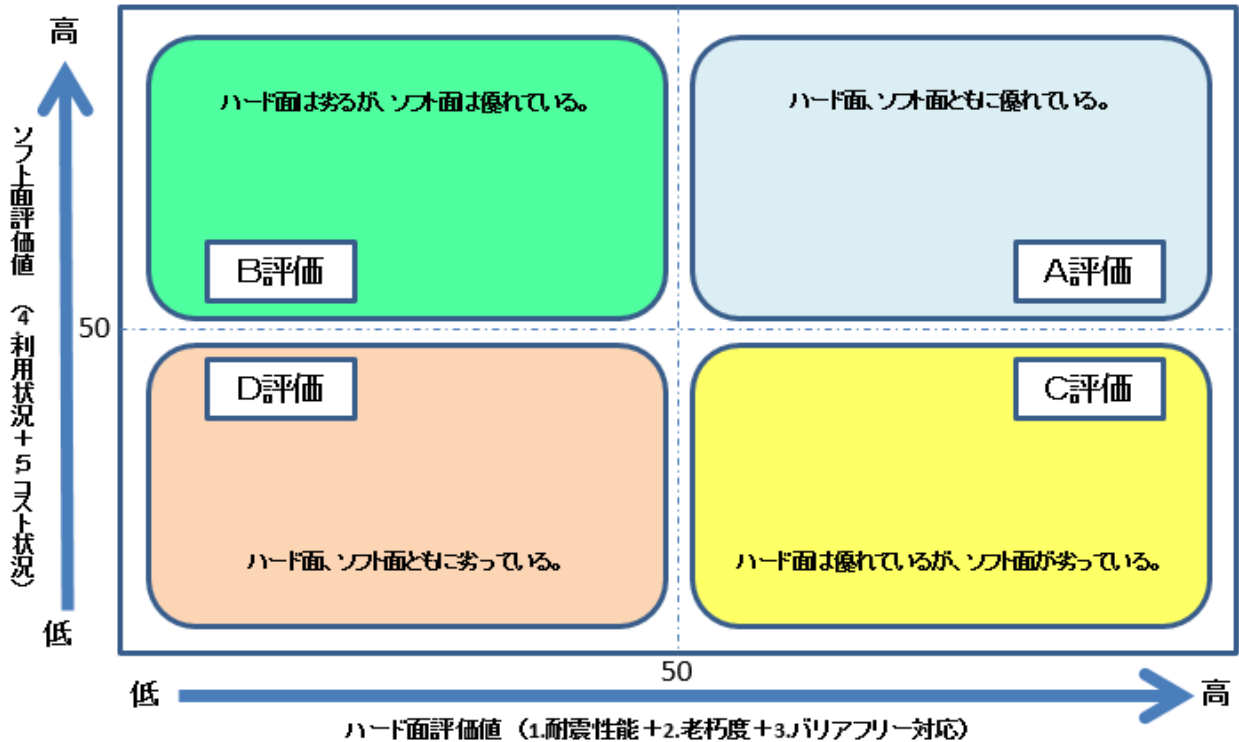 高
ハード面は劣るが、ソフト面は優れている。
ハード面、ソフト面ともに優れている。
B評価
A評価
ソフト面評価値 (4.利用状況+5.コスト状況)
50
D評価
C評価
ハード面、ソフト面ともに劣っている。
ハード面は優れているが、ソフト面が劣っている。
低
50
低
高
ハード面評価値 (1.耐震性能+2.老朽度+3.バリアフリー対応)